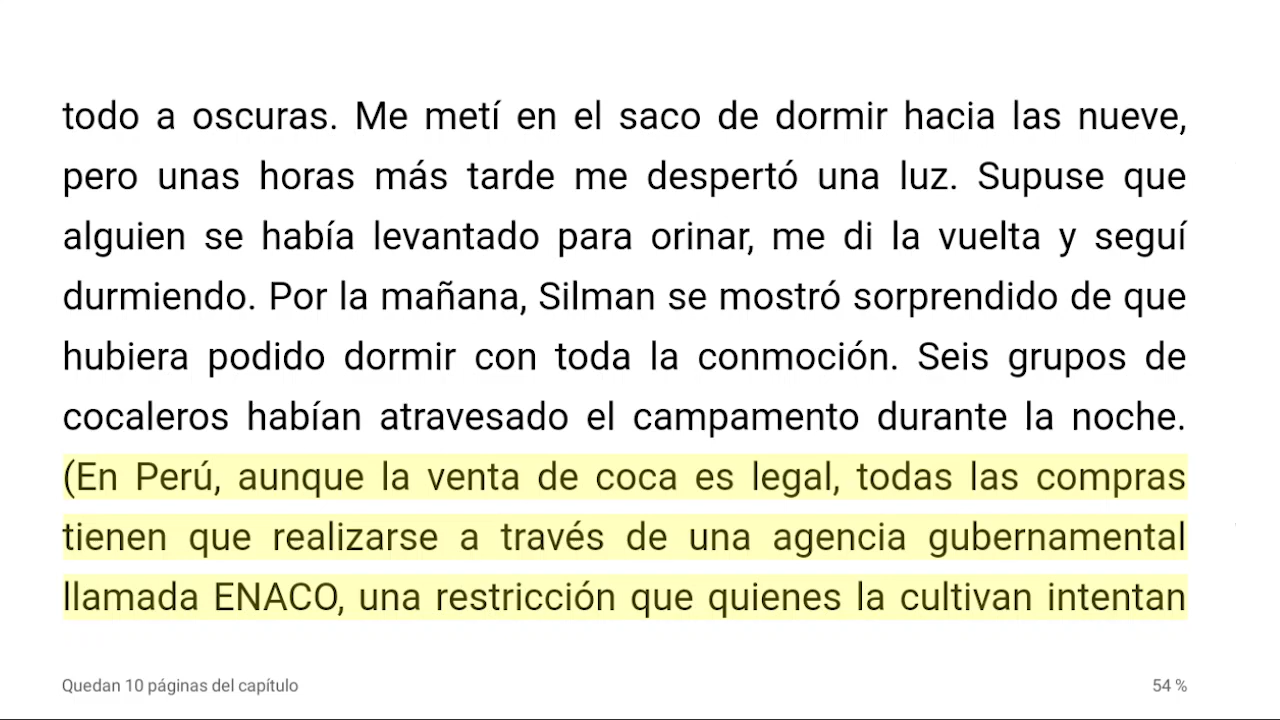 todo a oscuras. Me metí en el saco de dormir hacia las nueve,
pero unas horas más tarde me despertó una luz. Supuse que
alguien se había levantado para orinar, me di la vuelta y seguí
durmiendo. Por la mañana, Silman se mostró sorprendido de que
hubiera podido dormir con toda la conmoción. Seis grupos de
cocaleros habían atravesado el campamento durante la noche.
(En Perú, aunque la venta de coca es legal, todas las compras
tienen que realizarse a través de una agencia gubernamental
llamada ENACO, una restricción que quienes la cultivan intentan
Quedan 10 páginas del capítulo
54 %